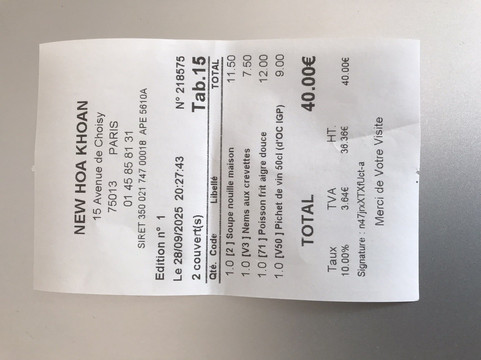 NEW HOA KHOAN
15 Avenue de Choisy
75013 PARIS
01 45 85 81 31
SIRET 350 021 747 00018 APE 5610A
Edition n° 1
Le 28/09/2025 20:27:43 N° 218575
2 couvert(s) Tab.15
Qté. Code Libellé TOTAL
1.0 [2 ] Soupe nouille maison 11.50
1.0 [V3 ] Nems aux crevettes 7.50
1.0 [71 ] Poisson frit aigre douce 12.00
1.0 [V50 ] Pichet de vin 50cl (d'OC IGP) 9.00
TOTAL 40.00€
Taux TVA HT.
10.00% 3.64€ 36.36€ 40.00€
Signature :
Merci de Votre Visite